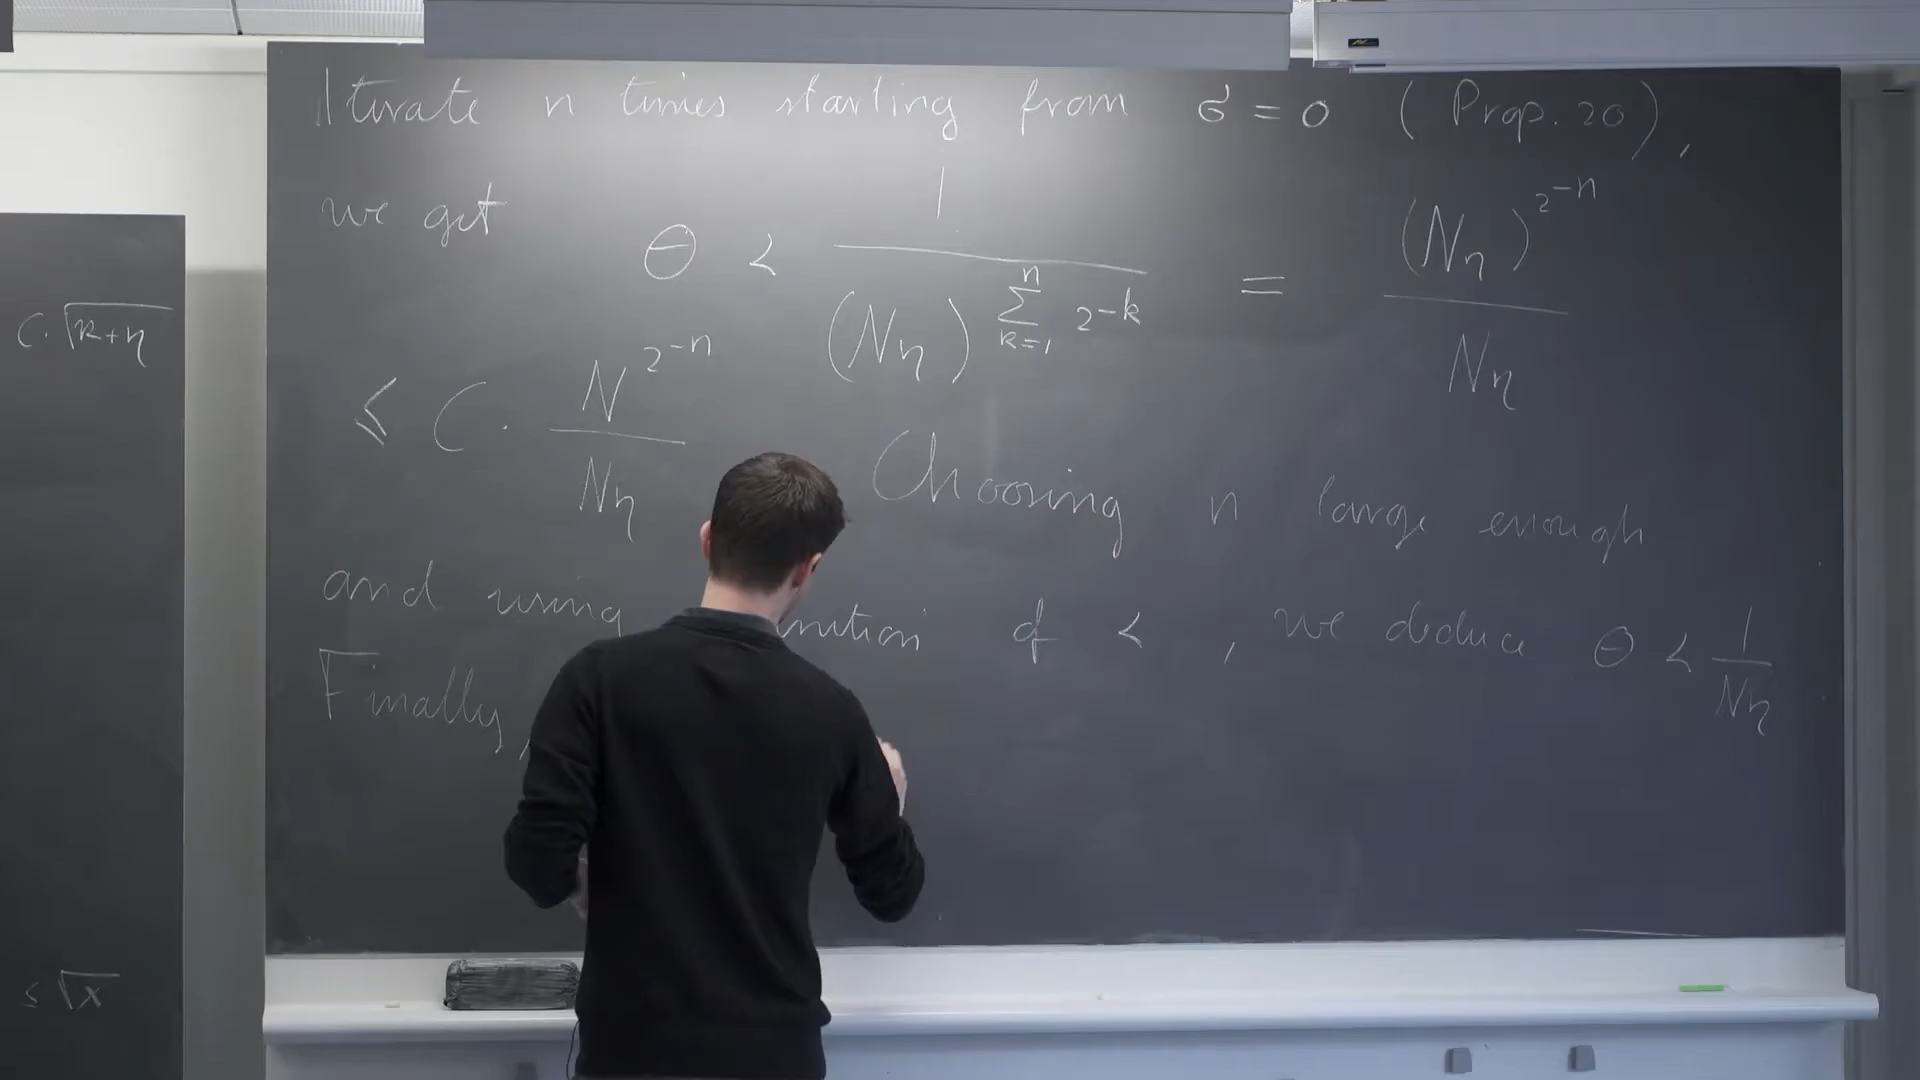 Iterate n times starting from σ = 0 (Prop. 20),
we get Θ ≺ 1 / (Nη)^{∑_{k=1}^{n} 2^{-k}} = (Nη)^{2^{-n}} / Nη
≤ C · N^{2^{-n}} / Nη Choosing n large enough
and using of ≺, we deduce Θ ≺ 1 / Nη
Finally,
C · √(κ+η)
≤ √x